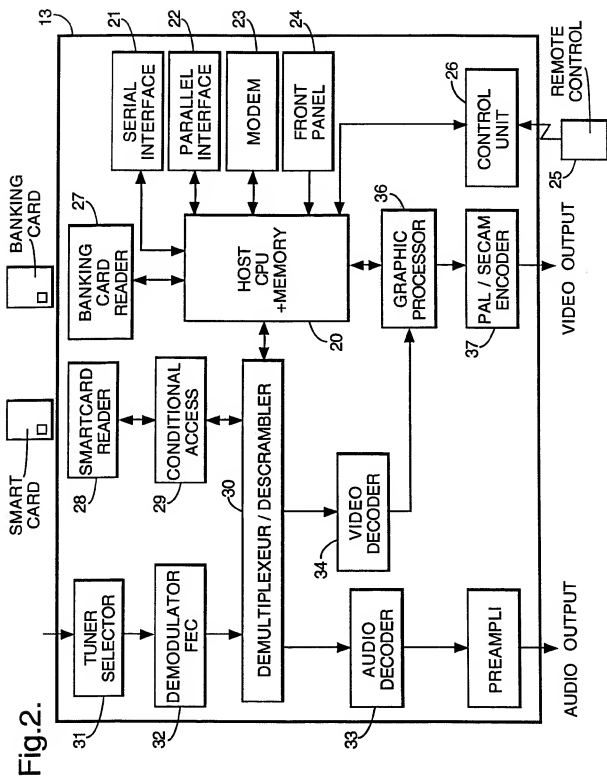 Fig.2.
SMART
CARD
BANKING
CARD
13
31
TUNER
SELECTOR
28
SMARTCARD
READER
27
BANKING
CARD
READER
21
SERIAL
INTERFACE
22
PARALLEL
INTERFACE
32
DEMODULATOR
FEC
29
CONDITIONAL
ACCESS
23
MODEM
24
FRONT
PANEL
30
DEMULTIPLEXEUR / DESCRAMBLER
HOST
CPU
+MEMORY
20
34
VIDEO
DECODER
36
GRAPHIC
PROCESSOR
26
CONTROL
UNIT
33
AUDIO
DECODER
37
PAL / SECAM
ENCODER
PREAMPLI
25
REMOTE
CONTROL
AUDIO OUTPUT
VIDEO OUTPUT